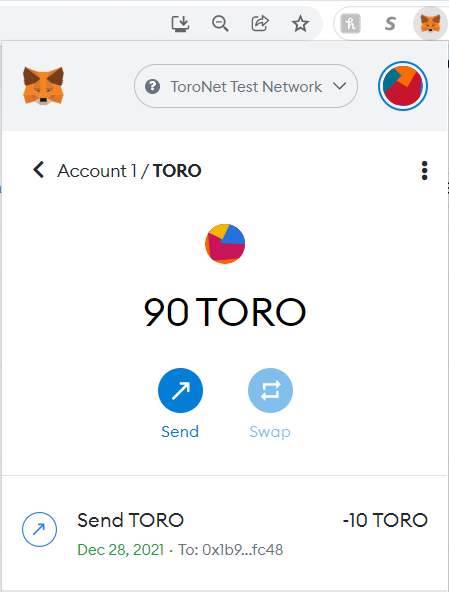 ToroNet Test Network
Account 1 / TORO
90 TORO
Send Swap
Send TORO -10 TORO
Dec 28, 2021 · To: 0x1b9...fc48